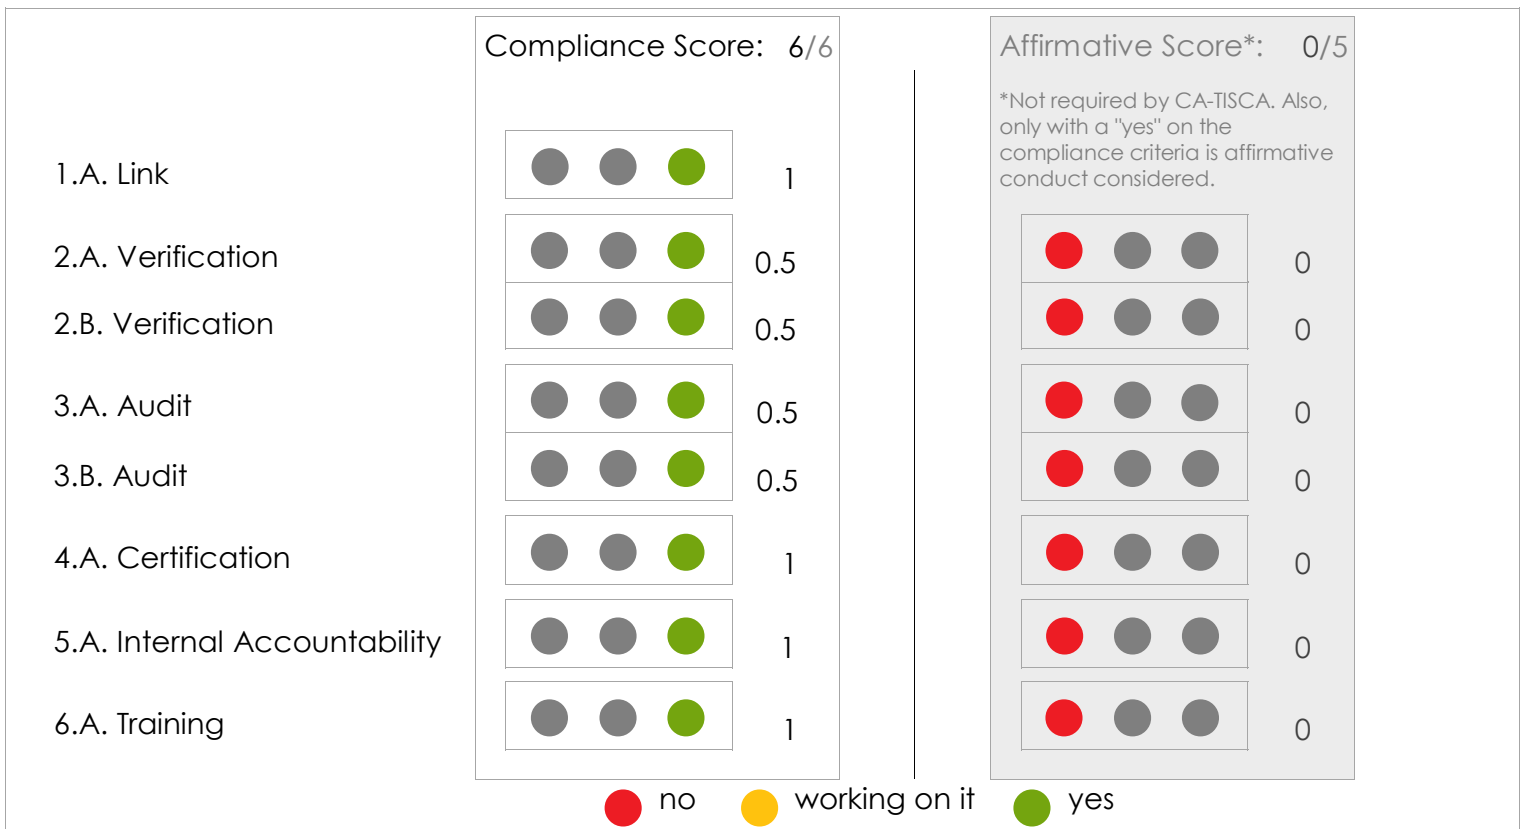 Compliance Score: 6/6
Affirmative Score*: 0/5
*Not required by CA-TISCA. Also,
only with a "yes" on the
compliance criteria is affirmative
conduct considered.
1.A. Link 1
2.A. Verification 0.5 0
2.B. Verification 0.5 0
3.A. Audit 0.5 0
3.B. Audit 0.5 0
4.A. Certification 1 0
5.A. Internal Accountability 1 0
6.A. Training 1 0
no working on it yes